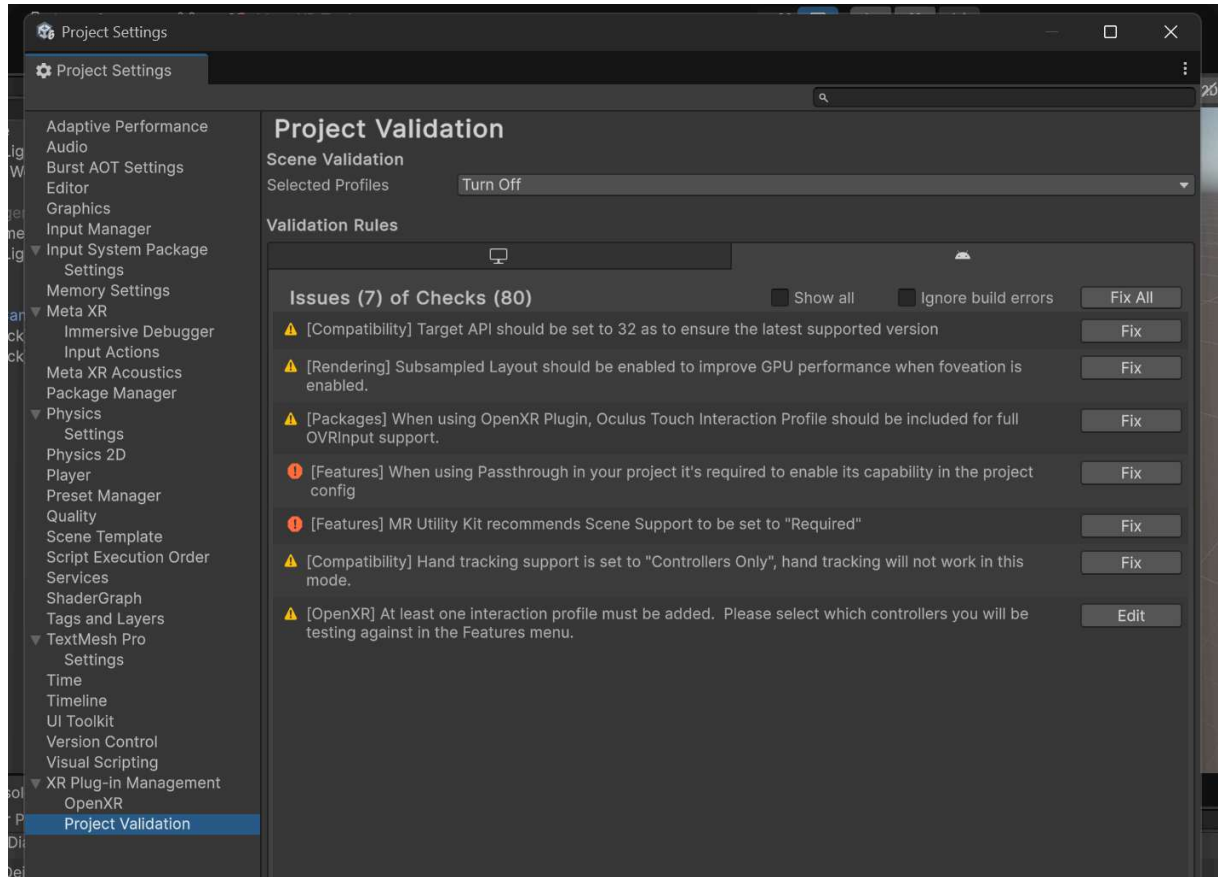 Project Settings
Project Settings
Adaptive Performance
Audio
Burst AOT Settings
Editor
Graphics
Input Manager
Input System Package
Settings
Memory Settings
Meta XR
Immersive Debugger
Input Actions
Meta XR Acoustics
Package Manager
Physics
Settings
Physics 2D
Player
Preset Manager
Quality
Scene Template
Script Execution Order
Services
ShaderGraph
Tags and Layers
TextMesh Pro
Settings
Time
Timeline
UI Toolkit
Version Control
Visual Scripting
XR Plug-in Management
OpenXR
Project Validation
Project Validation
Scene Validation
Selected Profiles Turn Off
Validation Rules
Issues (7) of Checks (80) Show all Ignore build errors Fix All
[Compatibility] Target API should be set to 32 as to ensure the latest supported version Fix
[Rendering] Subsampled Layout should be enabled to improve GPU performance when foveation is Fix
enabled.
[Packages] When using OpenXR Plugin, Oculus Touch Interaction Profile should be included for full Fix
OVRInput support.
[Features] When using Passthrough in your project it's required to enable its capability in the project Fix
config
[Features] MR Utility Kit recommends Scene Support to be set to "Required" Fix
[Compatibility] Hand tracking support is set to "Controllers Only", hand tracking will not work in this Fix
mode.
[OpenXR] At least one interaction profile must be added. Please select which controllers you will be Edit
testing against in the Features menu.